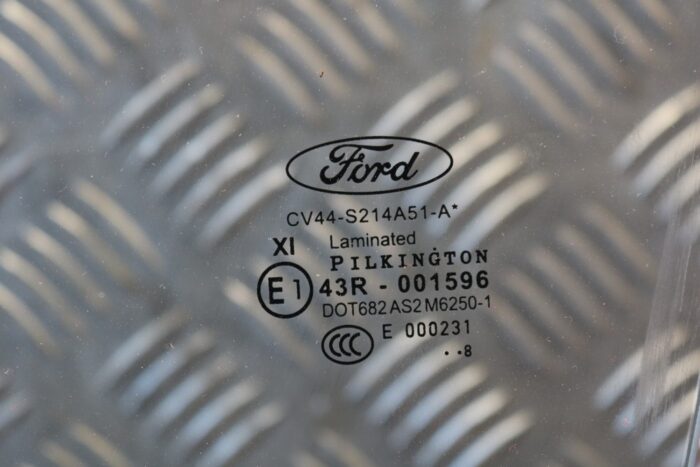 Ford
CV44-S214A51-A*
XI Laminated
PILKINGTON
E1 43R - 001596
DOT682 AS2 M6250-1
CCC E 000231
..8